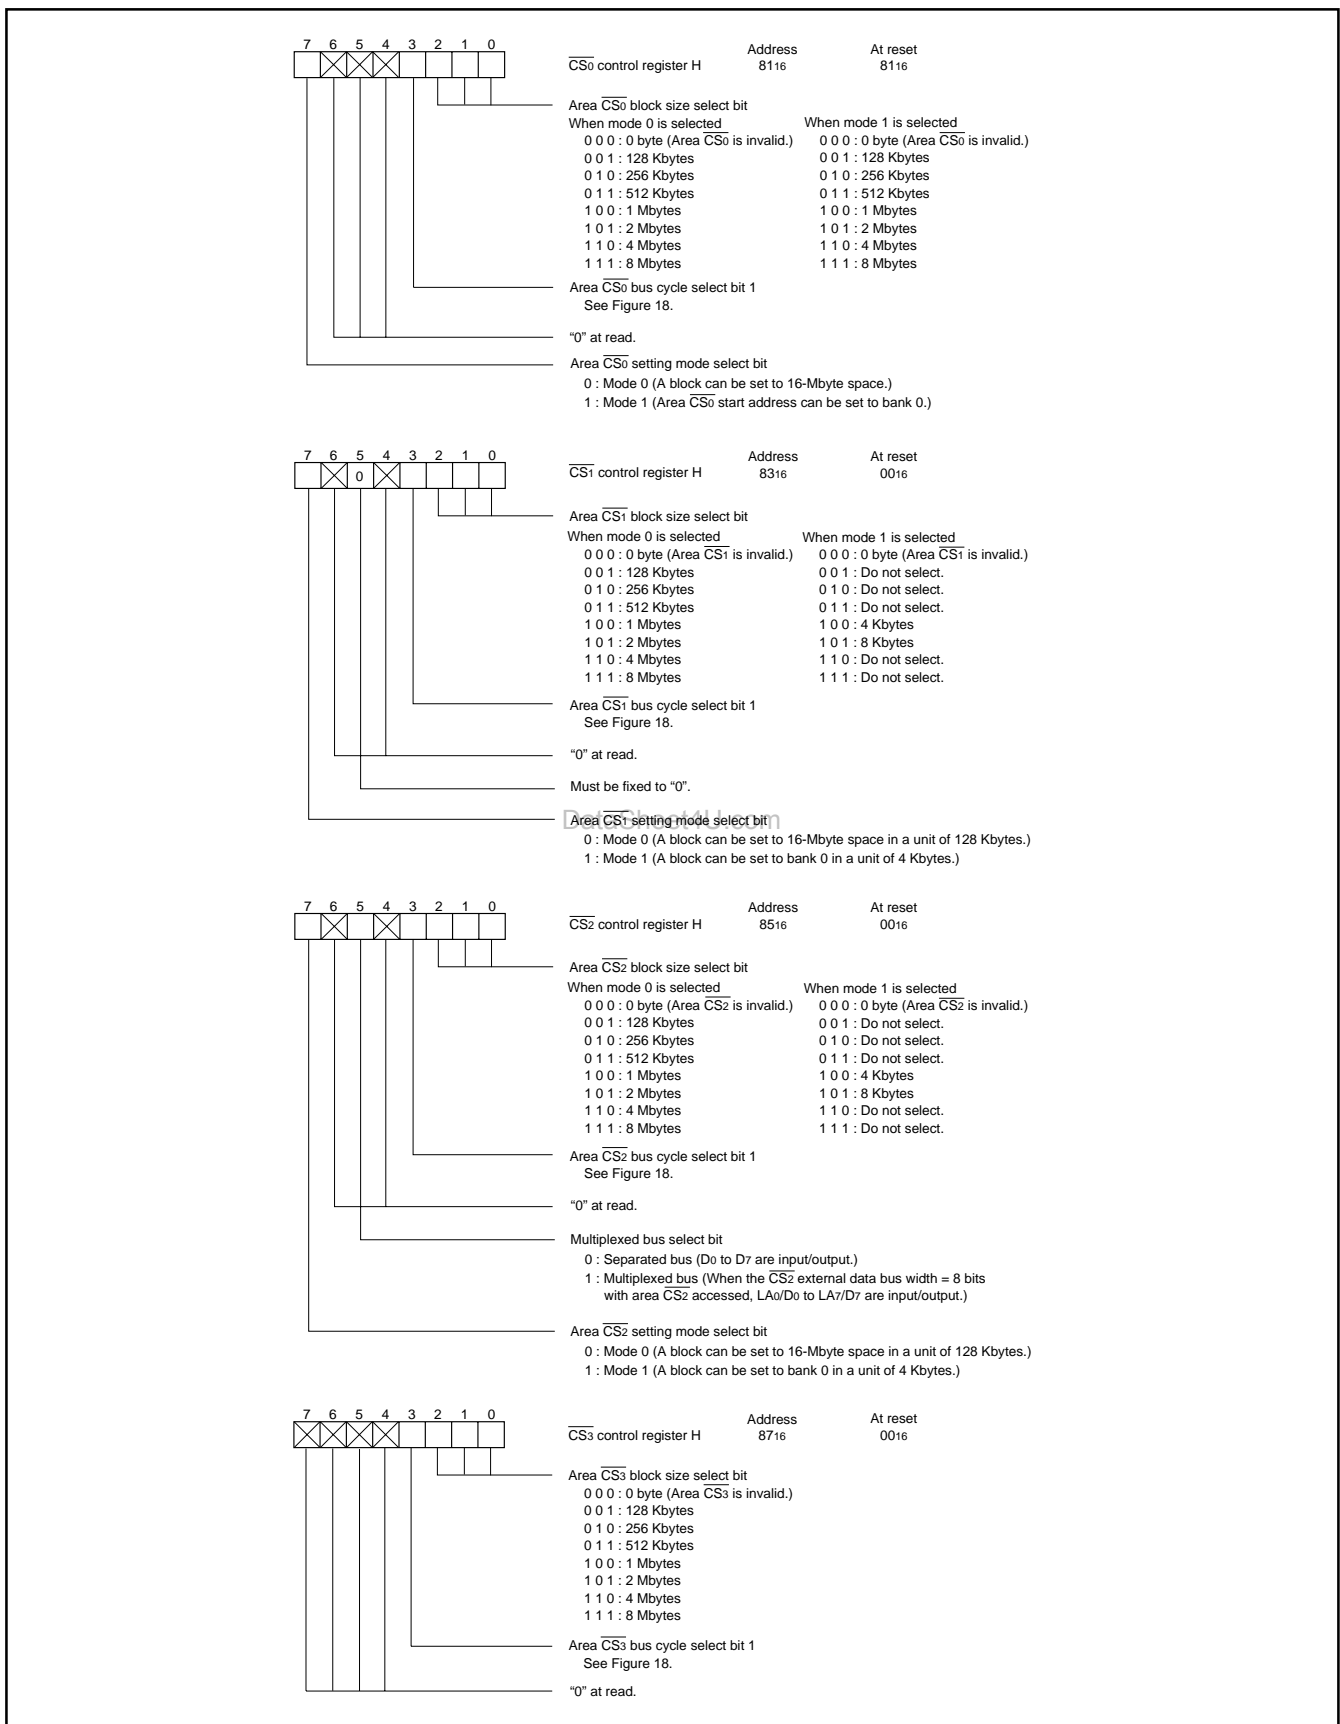 7 6 5 4 3 2 1 0
Address At reset
CS0 control register H 8116 8116
Area CS0 block size select bit
When mode 0 is selected When mode 1 is selected
0 0 0 : 0 byte (Area CS0 is invalid.) 0 0 0 : 0 byte (Area CS0 is invalid.)
0 0 1 : 128 Kbytes 0 0 1 : 128 Kbytes
0 1 0 : 256 Kbytes 0 1 0 : 256 Kbytes
0 1 1 : 512 Kbytes 0 1 1 : 512 Kbytes
1 0 0 : 1 Mbytes 1 0 0 : 1 Mbytes
1 0 1 : 2 Mbytes 1 0 1 : 2 Mbytes
1 1 0 : 4 Mbytes 1 1 0 : 4 Mbytes
1 1 1 : 8 Mbytes 1 1 1 : 8 Mbytes
Area CS0 bus cycle select bit 1
See Figure 18.
“0” at read.
Area CS0 setting mode select bit
0 : Mode 0 (A block can be set to 16-Mbyte space.)
1 : Mode 1 (Area CS0 start address can be set to bank 0.)
7 6 5 4 3 2 1 0
Address At reset
0
CS1 control register H 8316 0016
Area CS1 block size select bit
When mode 0 is selected When mode 1 is selected
0 0 0 : 0 byte (Area CS1 is invalid.) 0 0 0 : 0 byte (Area CS1 is invalid.)
0 0 1 : 128 Kbytes 0 0 1 : Do not select.
0 1 0 : 256 Kbytes 0 1 0 : Do not select.
0 1 1 : 512 Kbytes 0 1 1 : Do not select.
1 0 0 : 1 Mbytes 1 0 0 : 4 Kbytes
1 0 1 : 2 Mbytes 1 0 1 : 8 Kbytes
1 1 0 : 4 Mbytes 1 1 0 : Do not select.
1 1 1 : 8 Mbytes 1 1 1 : Do not select.
Area CS1 bus cycle select bit 1
See Figure 18.
“0” at read.
Must be fixed to “0”.
DataSheet4U.com
Area CS1 setting mode select bit
0 : Mode 0 (A block can be set to 16-Mbyte space in a unit of 128 Kbytes.)
1 : Mode 1 (A block can be set to bank 0 in a unit of 4 Kbytes.)
7 6 5 4 3 2 1 0
Address At reset
CS2 control register H 8516 0016
Area CS2 block size select bit
When mode 0 is selected When mode 1 is selected
0 0 0 : 0 byte (Area CS2 is invalid.) 0 0 0 : 0 byte (Area CS2 is invalid.)
0 0 1 : 128 Kbytes 0 0 1 : Do not select.
0 1 0 : 256 Kbytes 0 1 0 : Do not select.
0 1 1 : 512 Kbytes 0 1 1 : Do not select.
1 0 0 : 1 Mbytes 1 0 0 : 4 Kbytes
1 0 1 : 2 Mbytes 1 0 1 : 8 Kbytes
1 1 0 : 4 Mbytes 1 1 0 : Do not select.
1 1 1 : 8 Mbytes 1 1 1 : Do not select.
Area CS2 bus cycle select bit 1
See Figure 18.
“0” at read.
Multiplexed bus select bit
0 : Separated bus (D0 to D7 are input/output.)
1 : Multiplexed bus (When the CS2 external data bus width = 8 bits
with area CS2 accessed, LA0/D0 to LA7/D7 are input/output.)
Area CS2 setting mode select bit
0 : Mode 0 (A block can be set to 16-Mbyte space in a unit of 128 Kbytes.)
1 : Mode 1 (A block can be set to bank 0 in a unit of 4 Kbytes.)
7 6 5 4 3 2 1 0
Address At reset
CS3 control register H 8716 0016
Area CS3 block size select bit
0 0 0 : 0 byte (Area CS3 is invalid.)
0 0 1 : 128 Kbytes
0 1 0 : 256 Kbytes
0 1 1 : 512 Kbytes
1 0 0 : 1 Mbytes
1 0 1 : 2 Mbytes
1 1 0 : 4 Mbytes
1 1 1 : 8 Mbytes
Area CS3 bus cycle select bit 1
See Figure 18.
“0” at read.